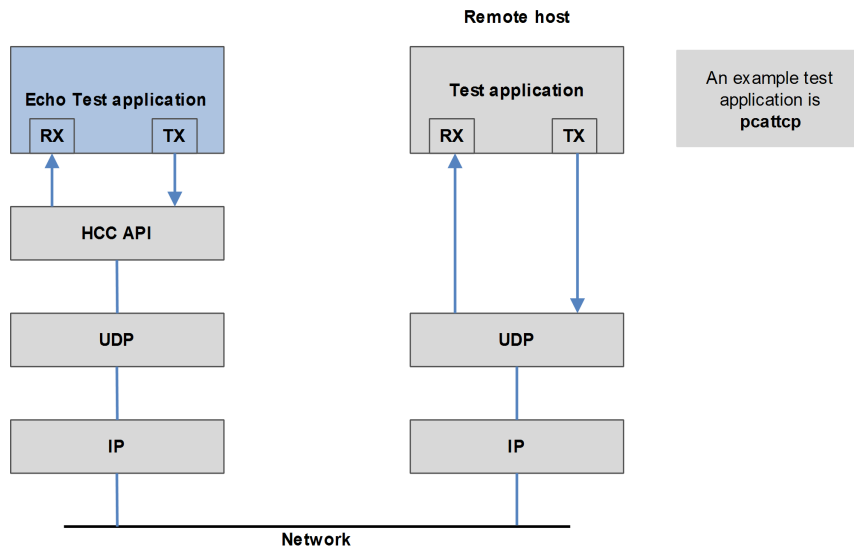 Remote host
Echo Test application
RX
TX
Test application
RX
TX
An example test
application is
pcattcp
HCC API
UDP
UDP
IP
IP
Network